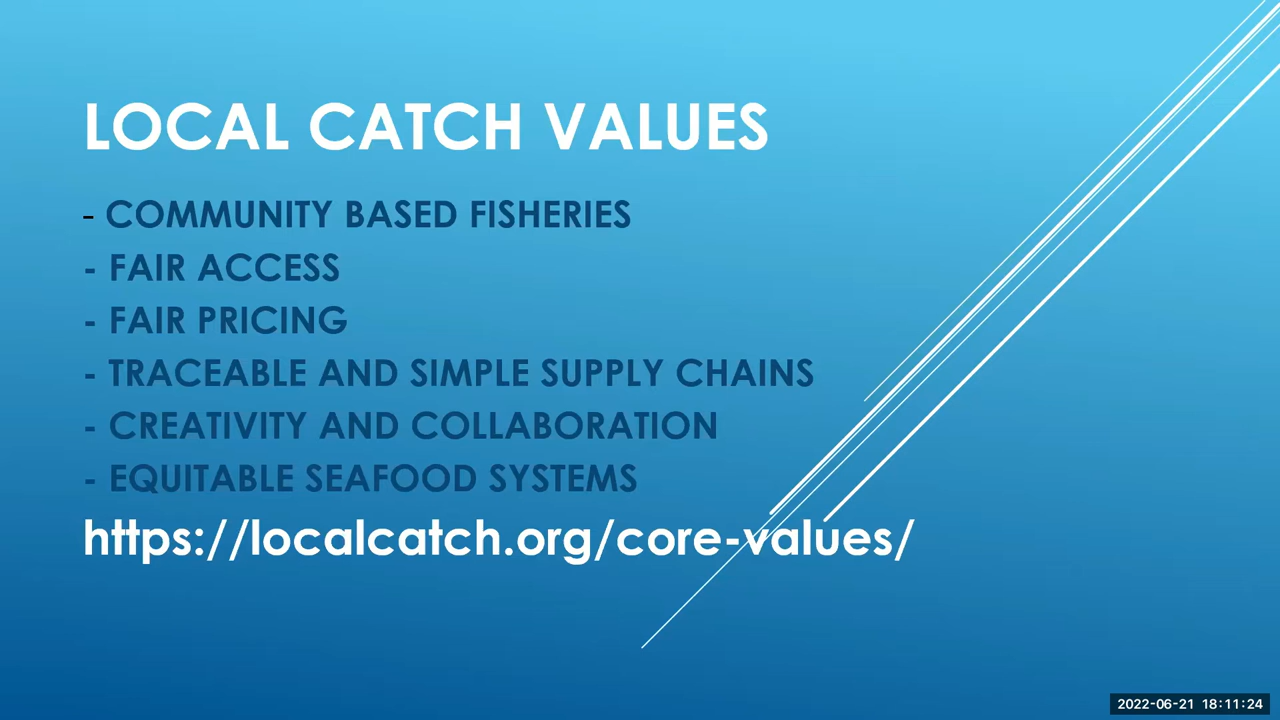 LOCAL CATCH VALUES
- COMMUNITY BASED FISHERIES
- FAIR ACCESS
- FAIR PRICING
- TRACEABLE AND SIMPLE SUPPLY CHAINS
- CREATIVITY AND COLLABORATION
- EQUITABLE SEAFOOD SYSTEMS
https://localcatch.org/core-values/
2022-06-21 18:11:24